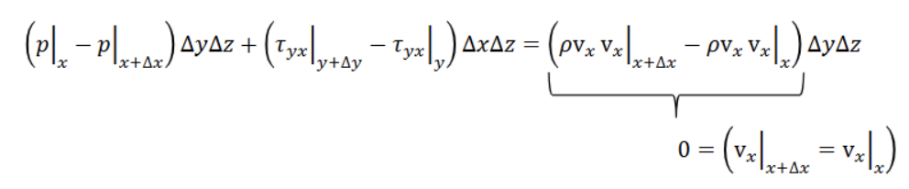 (p|ₓ − p|ₓ₊Δₓ) ΔyΔz + (τyx|y+Δy − τyx|y) ΔxΔz = (ρvₓ vₓ|ₓ₊Δₓ − ρvₓ vₓ|ₓ) ΔyΔz
0 = (vₓ|ₓ₊Δₓ = vₓ|ₓ)